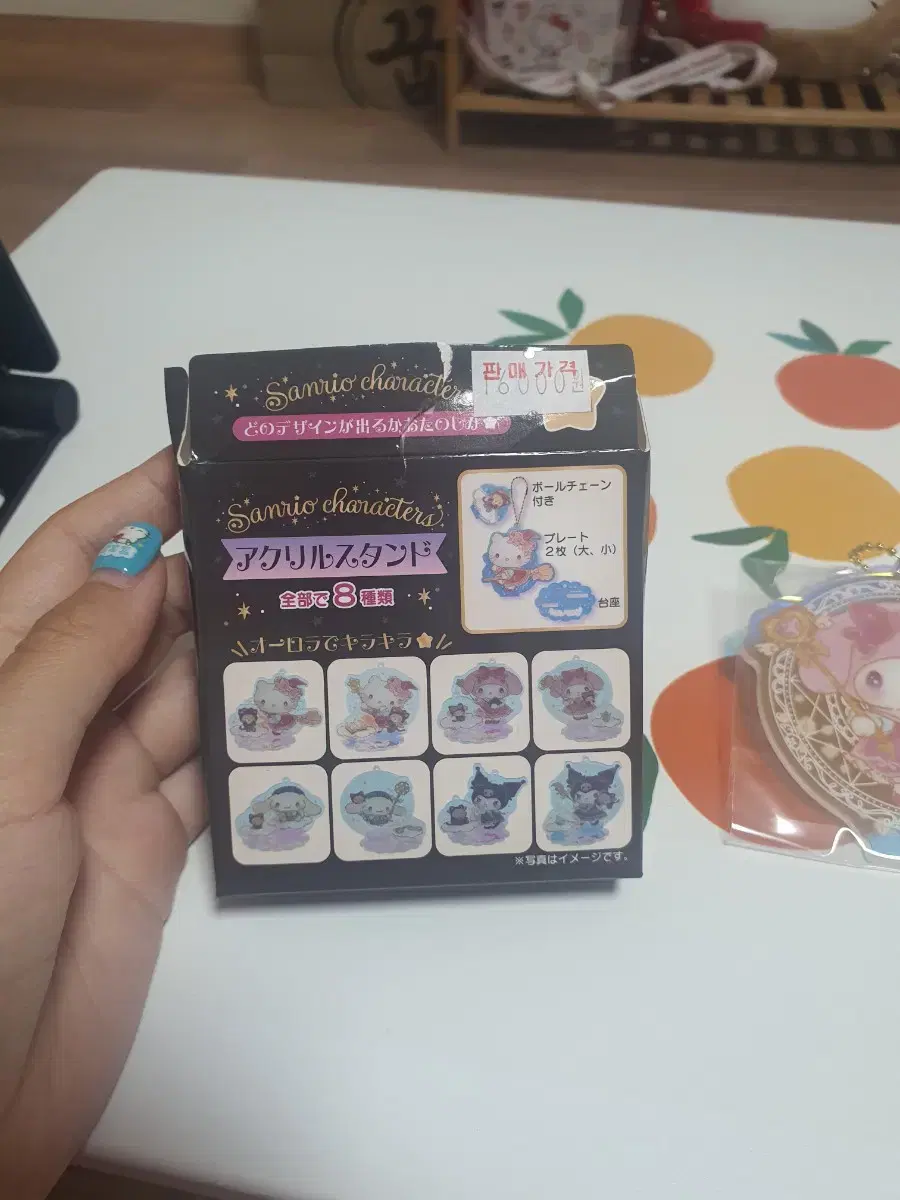 꾸
Sanrio character
판매가격
16000원
どのデザインが出るかおたのしみ
Sanrio characters
アクリルスタンド
全部で8種類
オーロラでキラキラ
ボールチェーン
付き
プレート
2枚（大、小）
台座
※写真はイメージです。